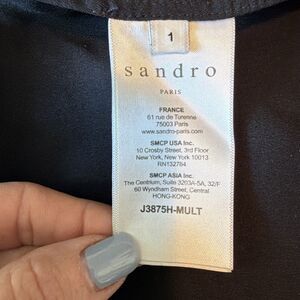 1
sandro
PARIS
FRANCE
61 rue de Turenne
75003 Paris
www.sandro-paris.com
SMCP USA Inc.
10 Crosby Street, 3rd Floor
New York, New York 10013
RN132784
SMCP ASIA Inc.
The Centrium, Suite 3203A-5A, 32/F
60 Wyndham Street, Central
HONG-KONG
J3875H-MULT